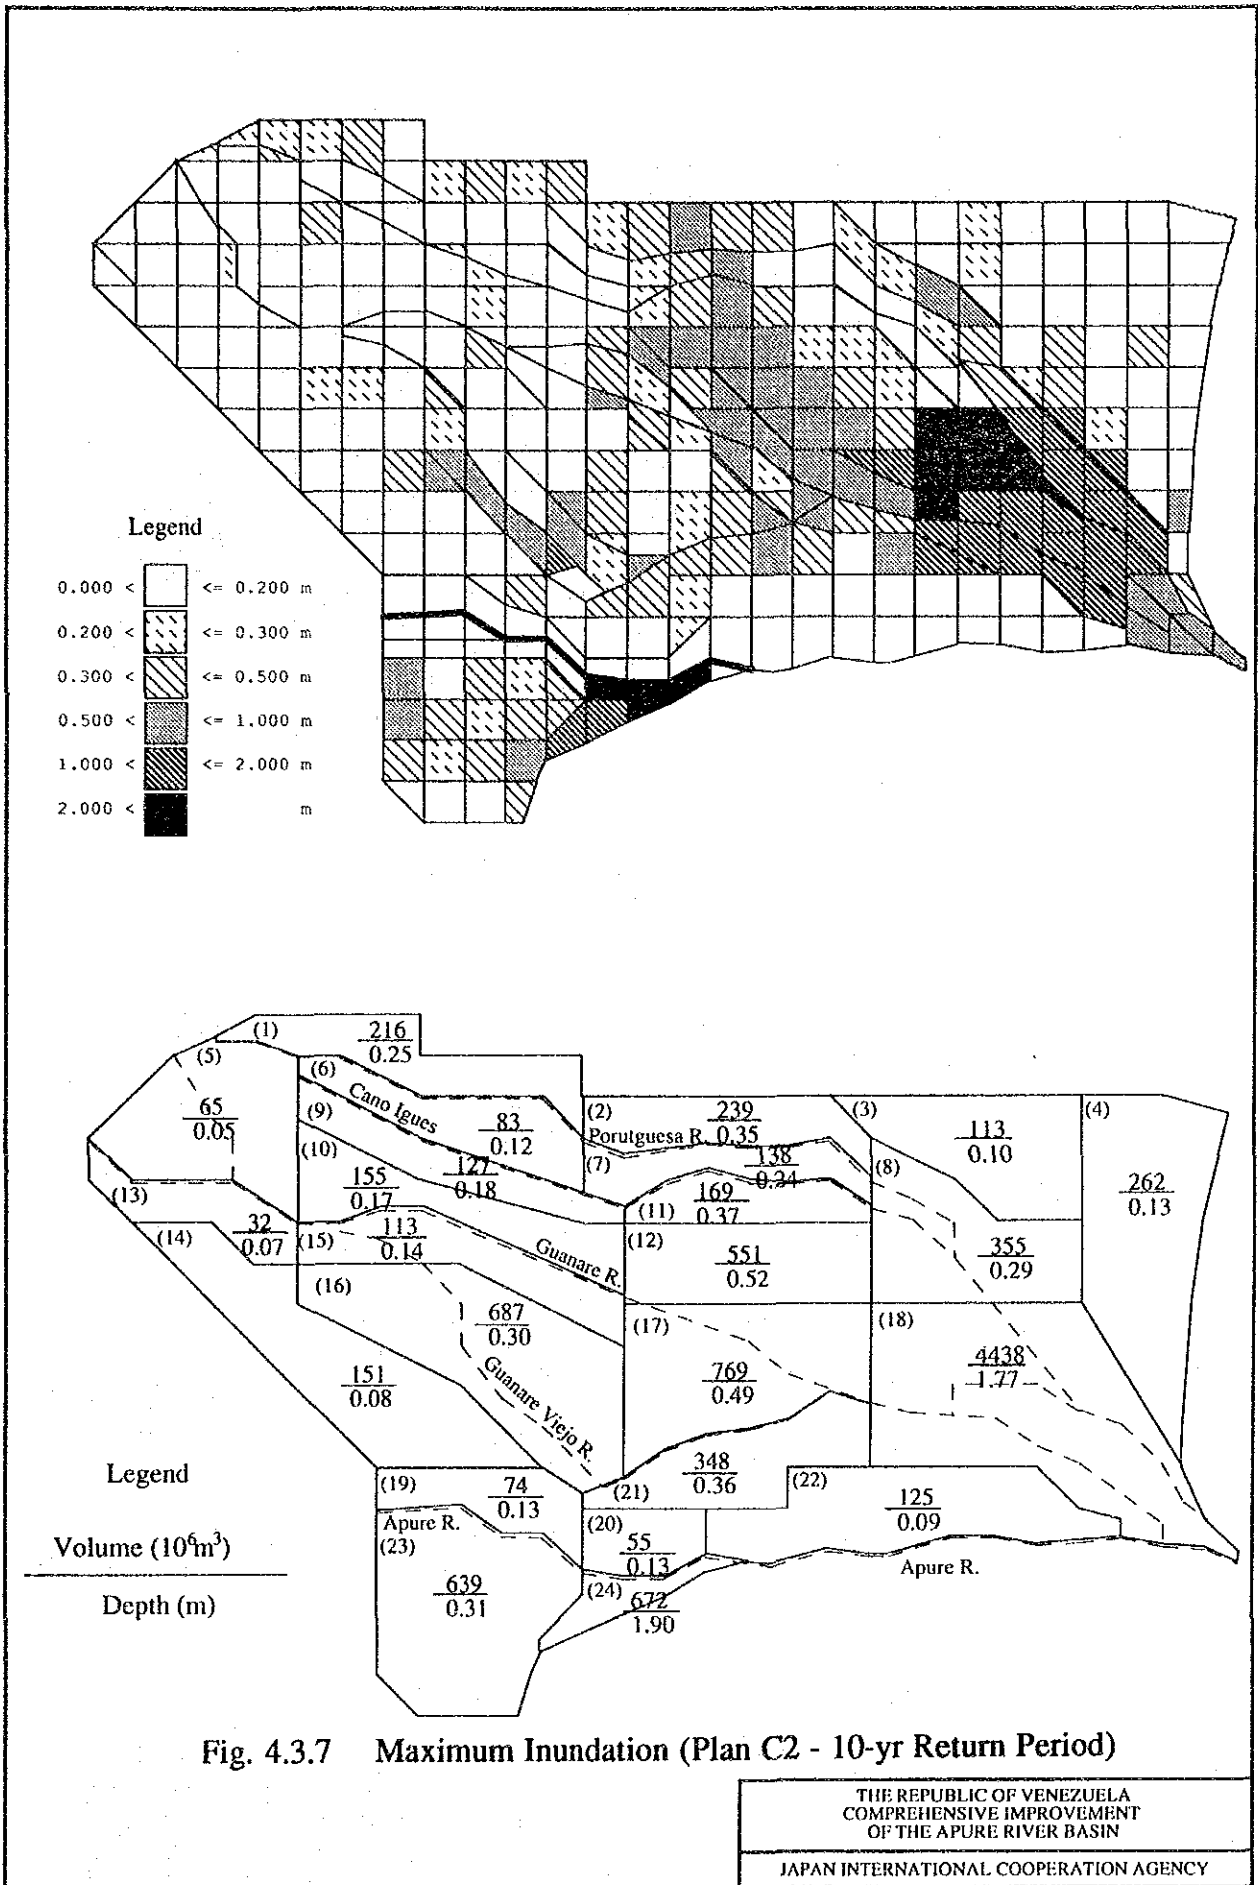 Legend
0.000 < <= 0.200 m
0.200 < <= 0.300 m
0.300 < <= 0.500 m
0.500 < <= 1.000 m
1.000 < <= 2.000 m
2.000 < m
(1) 216
0.25
(5) 65
0.05
(6) 83
0.12
Cano Igues
(2) 239
0.35
Porutguesa R.
(3) 113
0.10
(4) 262
0.13
(7) 138
0.24
(8) 355
0.29
(9) 127
0.18
(10) 155
0.17
(11) 169
0.37
(12) 551
0.52
(13) 32
0.07
(14) 151
0.08
(15) 113
0.14
Guanare R.
(16) 687
0.30
Guanare Viejo R.
(17) 769
0.49
(18) 4438
1.77
(19) 74
0.13
(20) 55
0.13
(21) 348
0.36
(22) 125
0.09
Apure R.
(23) 639
0.31
(24) 672
1.90
Apure R.
Legend
Volume (10⁶m³)
Depth (m)
Fig. 4.3.7 Maximum Inundation (Plan C2 - 10-yr Return Period)
THE REPUBLIC OF VENEZUELA
COMPREHENSIVE IMPROVEMENT
OF THE APURE RIVER BASIN
JAPAN INTERNATIONAL COOPERATION AGENCY